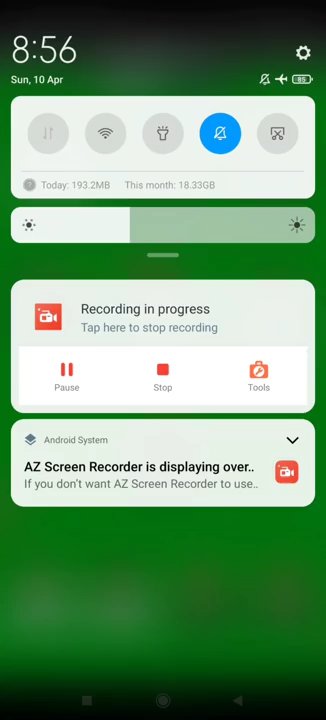 8:56
Sun, 10 Apr
85
Today: 193.2MB This month: 18.33GB
Recording in progress
Tap here to stop recording
Pause Stop Tools
Android System
AZ Screen Recorder is displaying over..
If you don't want AZ Screen Recorder to use..